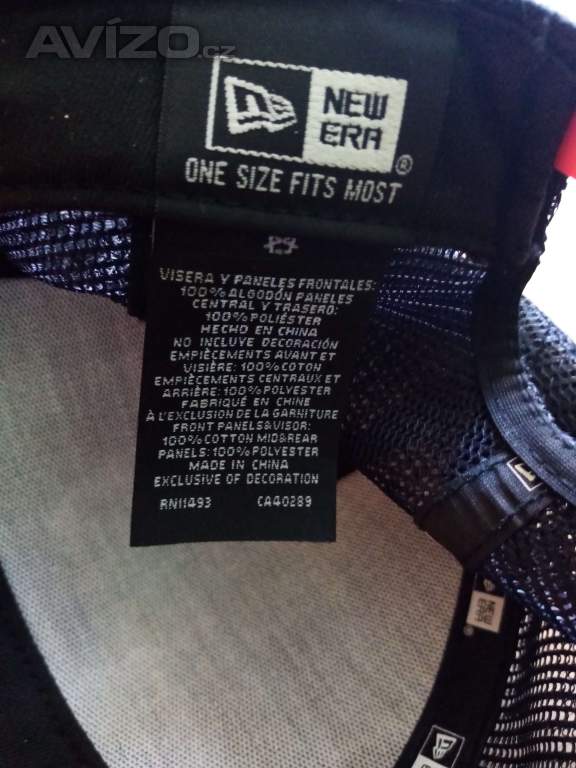 AVÍZO.cz
NEW
ERA
®
ONE SIZE FITS MOST
VISERA Y PANELES FRONTALES:
100% ALGODÓN PANELES
CENTRAL Y TRASERO:
100% POLIÉSTER
HECHO EN CHINA
NO INCLUYE DECORACIÓN
EMPIÈCEMENTS AVANT ET
VISIÈRE: 100% COTON
EMPIÈCEMENTS CENTRAUX ET
ARRIÈRE: 100% POLYESTER
FABRIQUÉ EN CHINE
À L'EXCLUSION DE LA GARNITURE
FRONT PANELS&VISOR:
100% COTTON MID&REAR
PANELS: 100% POLYESTER
MADE IN CHINA
EXCLUSIVE OF DECORATION
RN11493 CA40289
NEW
ERA